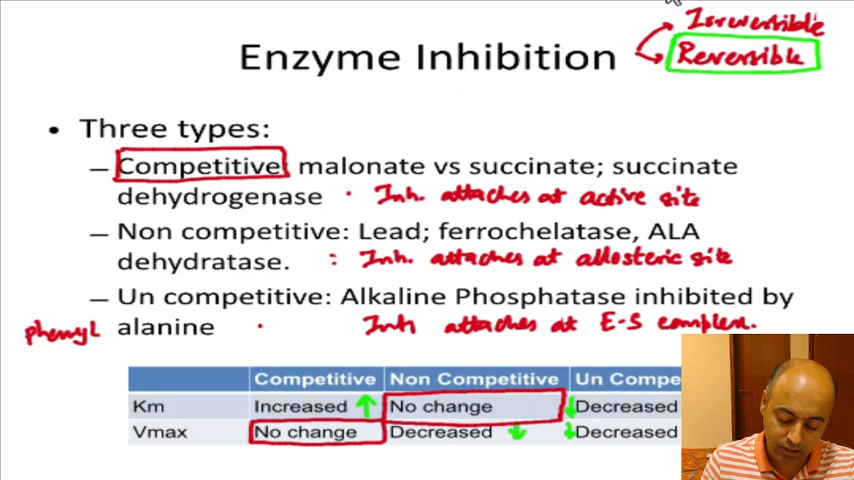 Irreversible
Enzyme Inhibition
Reversible
• Three types:
– Competitive: malonate vs succinate; succinate
dehydrogenase · Inh. attaches at active site
– Non competitive: Lead; ferrochelatase, ALA
dehydratase. : Inh. attaches at allosteric site
– Un competitive: Alkaline Phosphatase inhibited by
phenyl alanine · Inh attaches at E-S complex.
Competitive Non Competitive Un Compe
Km Increased ↑ No change ↓ Decreased
Vmax No change Decreased ↓ ↓ Decreased